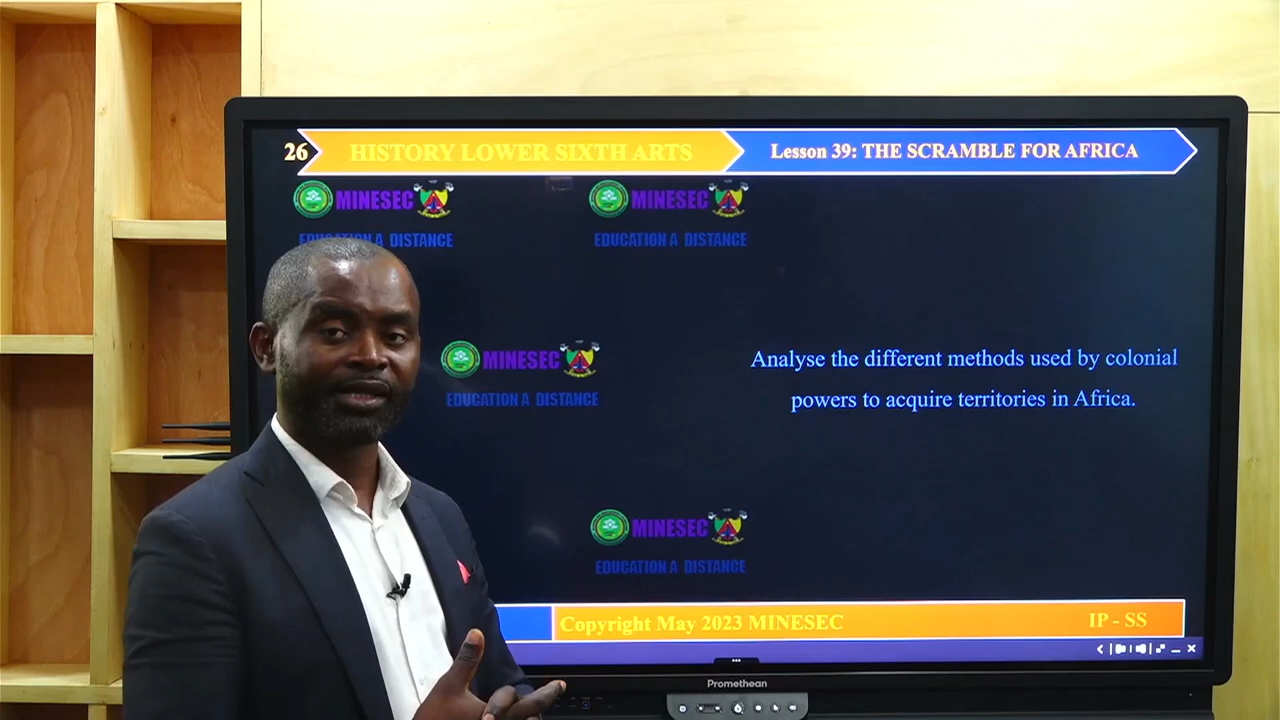 26
HISTORY LOWER SIXTH ARTS
Lesson 39: THE SCRAMBLE FOR AFRICA
MINESEC
EDUCATION A DISTANCE
MINESEC
EDUCATION A DISTANCE
MINESEC
EDUCATION A DISTANCE
Analyse the different methods used by colonial
powers to acquire territories in Africa.
MINESEC
EDUCATION A DISTANCE
Copyright May 2023 MINESEC
IP - SS
Promethean